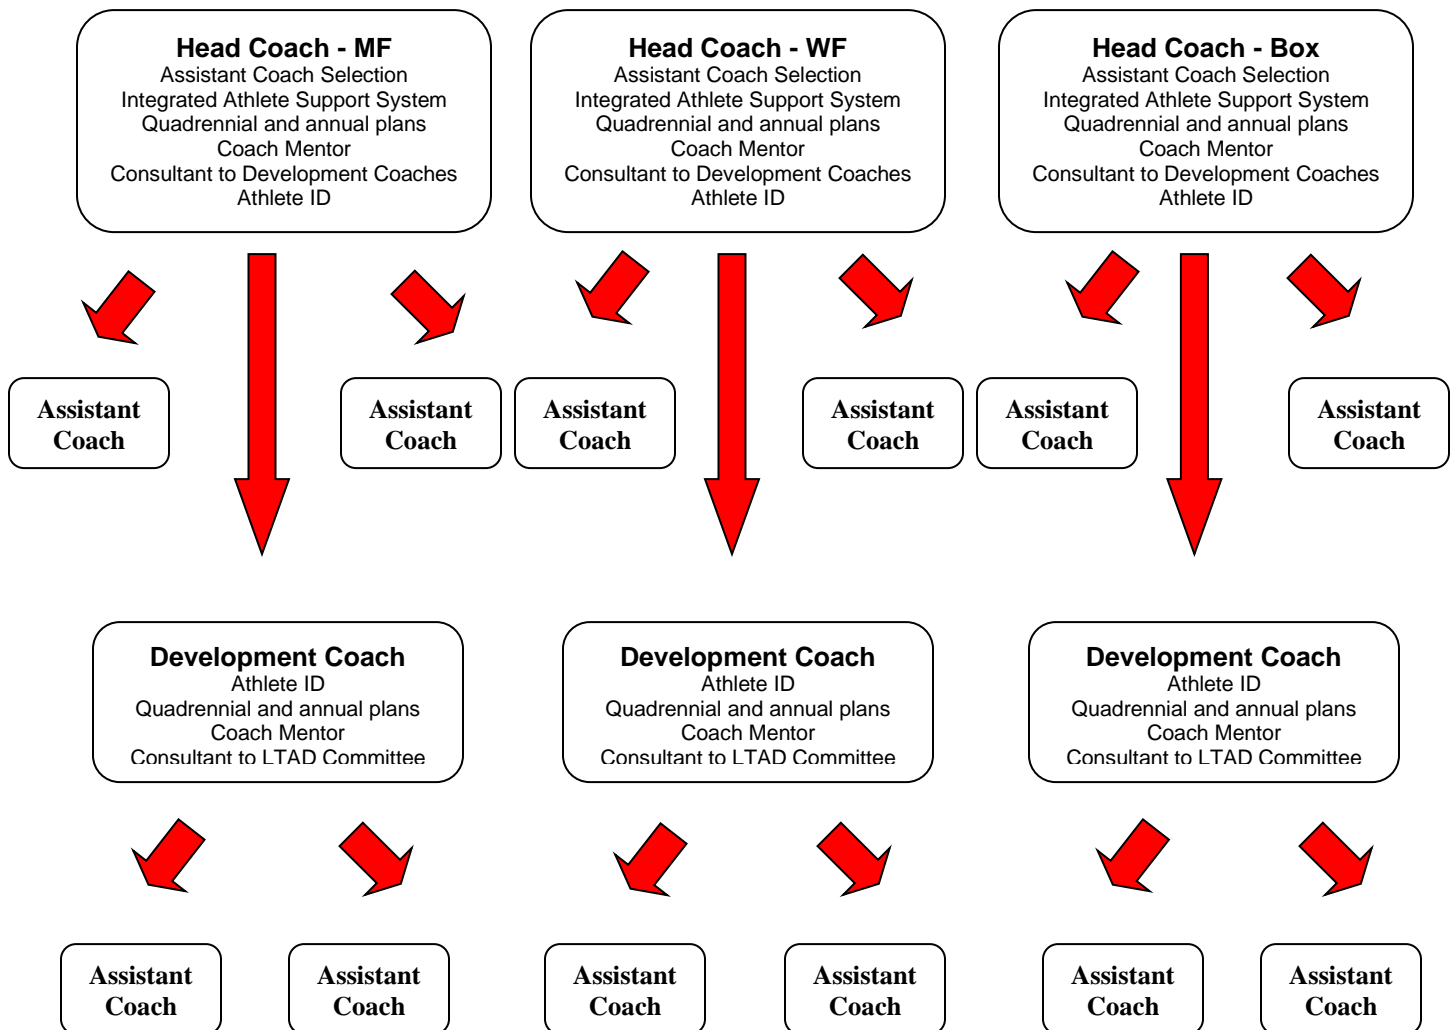 Head Coach - MF
Assistant Coach Selection
Integrated Athlete Support System
Quadrennial and annual plans
Coach Mentor
Consultant to Development Coaches
Athlete ID
Head Coach - WF
Assistant Coach Selection
Integrated Athlete Support System
Quadrennial and annual plans
Coach Mentor
Consultant to Development Coaches
Athlete ID
Head Coach - Box
Assistant Coach Selection
Integrated Athlete Support System
Quadrennial and annual plans
Coach Mentor
Consultant to Development Coaches
Athlete ID
Assistant
Coach
Assistant
Coach
Assistant
Coach
Assistant
Coach
Assistant
Coach
Assistant
Coach
Development Coach
Athlete ID
Quadrennial and annual plans
Coach Mentor
Consultant to LTAD Committee
Development Coach
Athlete ID
Quadrennial and annual plans
Coach Mentor
Consultant to LTAD Committee
Development Coach
Athlete ID
Quadrennial and annual plans
Coach Mentor
Consultant to LTAD Committee
Assistant
Coach
Assistant
Coach
Assistant
Coach
Assistant
Coach
Assistant
Coach
Assistant
Coach